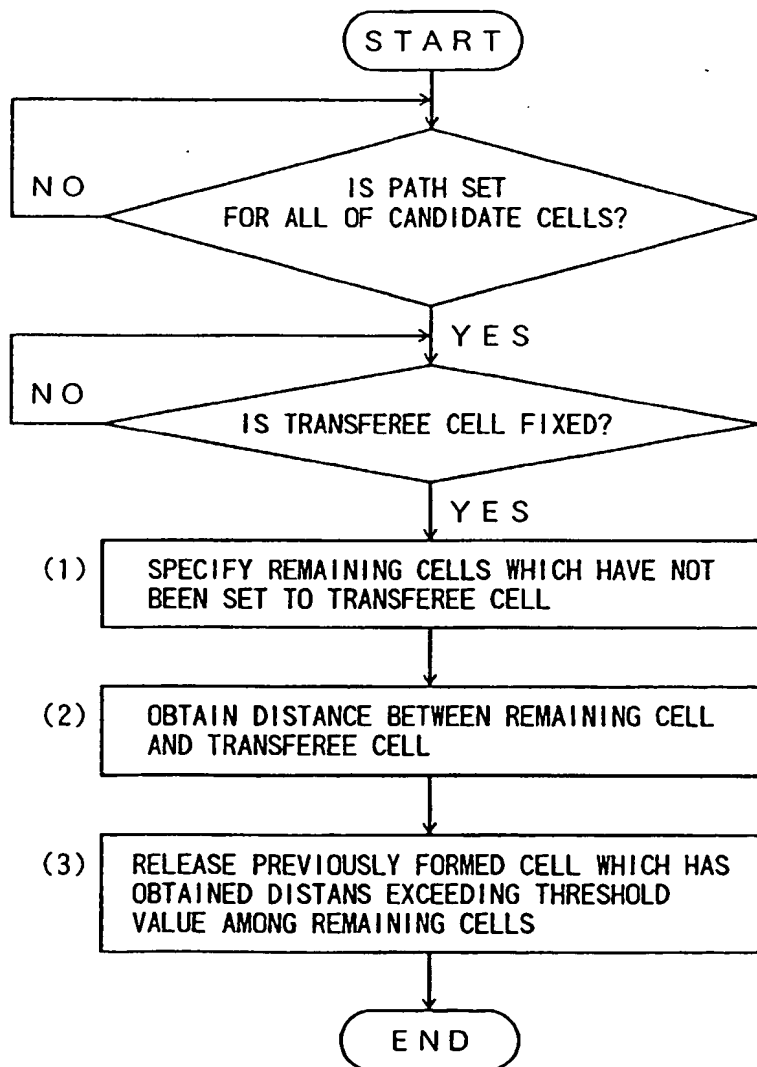 START
IS PATH SET
FOR ALL OF CANDIDATE CELLS?
NO
YES
IS TRANSFEREE CELL FIXED?
NO
YES
(1) SPECIFY REMAINING CELLS WHICH HAVE NOT
BEEN SET TO TRANSFEREE CELL
(2) OBTAIN DISTANCE BETWEEN REMAINING CELL
AND TRANSFEREE CELL
(3) RELEASE PREVIOUSLY FORMED CELL WHICH HAS
OBTAINED DISTANS EXCEEDING THRESHOLD
VALUE AMONG REMAINING CELLS
END